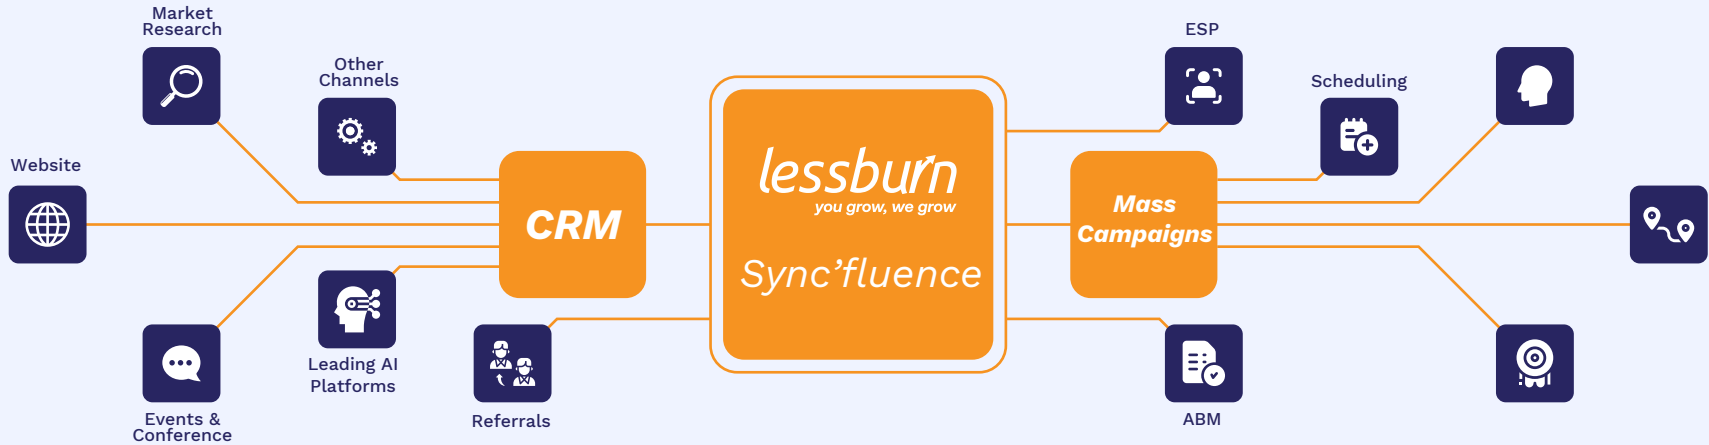 Market
Research
Other
Channels
Website
CRM
Leading AI
Platforms
Events &
Conference
Referrals
lessburn
you grow, we grow
Sync’fluence
ESP
Scheduling
Mass
Campaigns
ABM